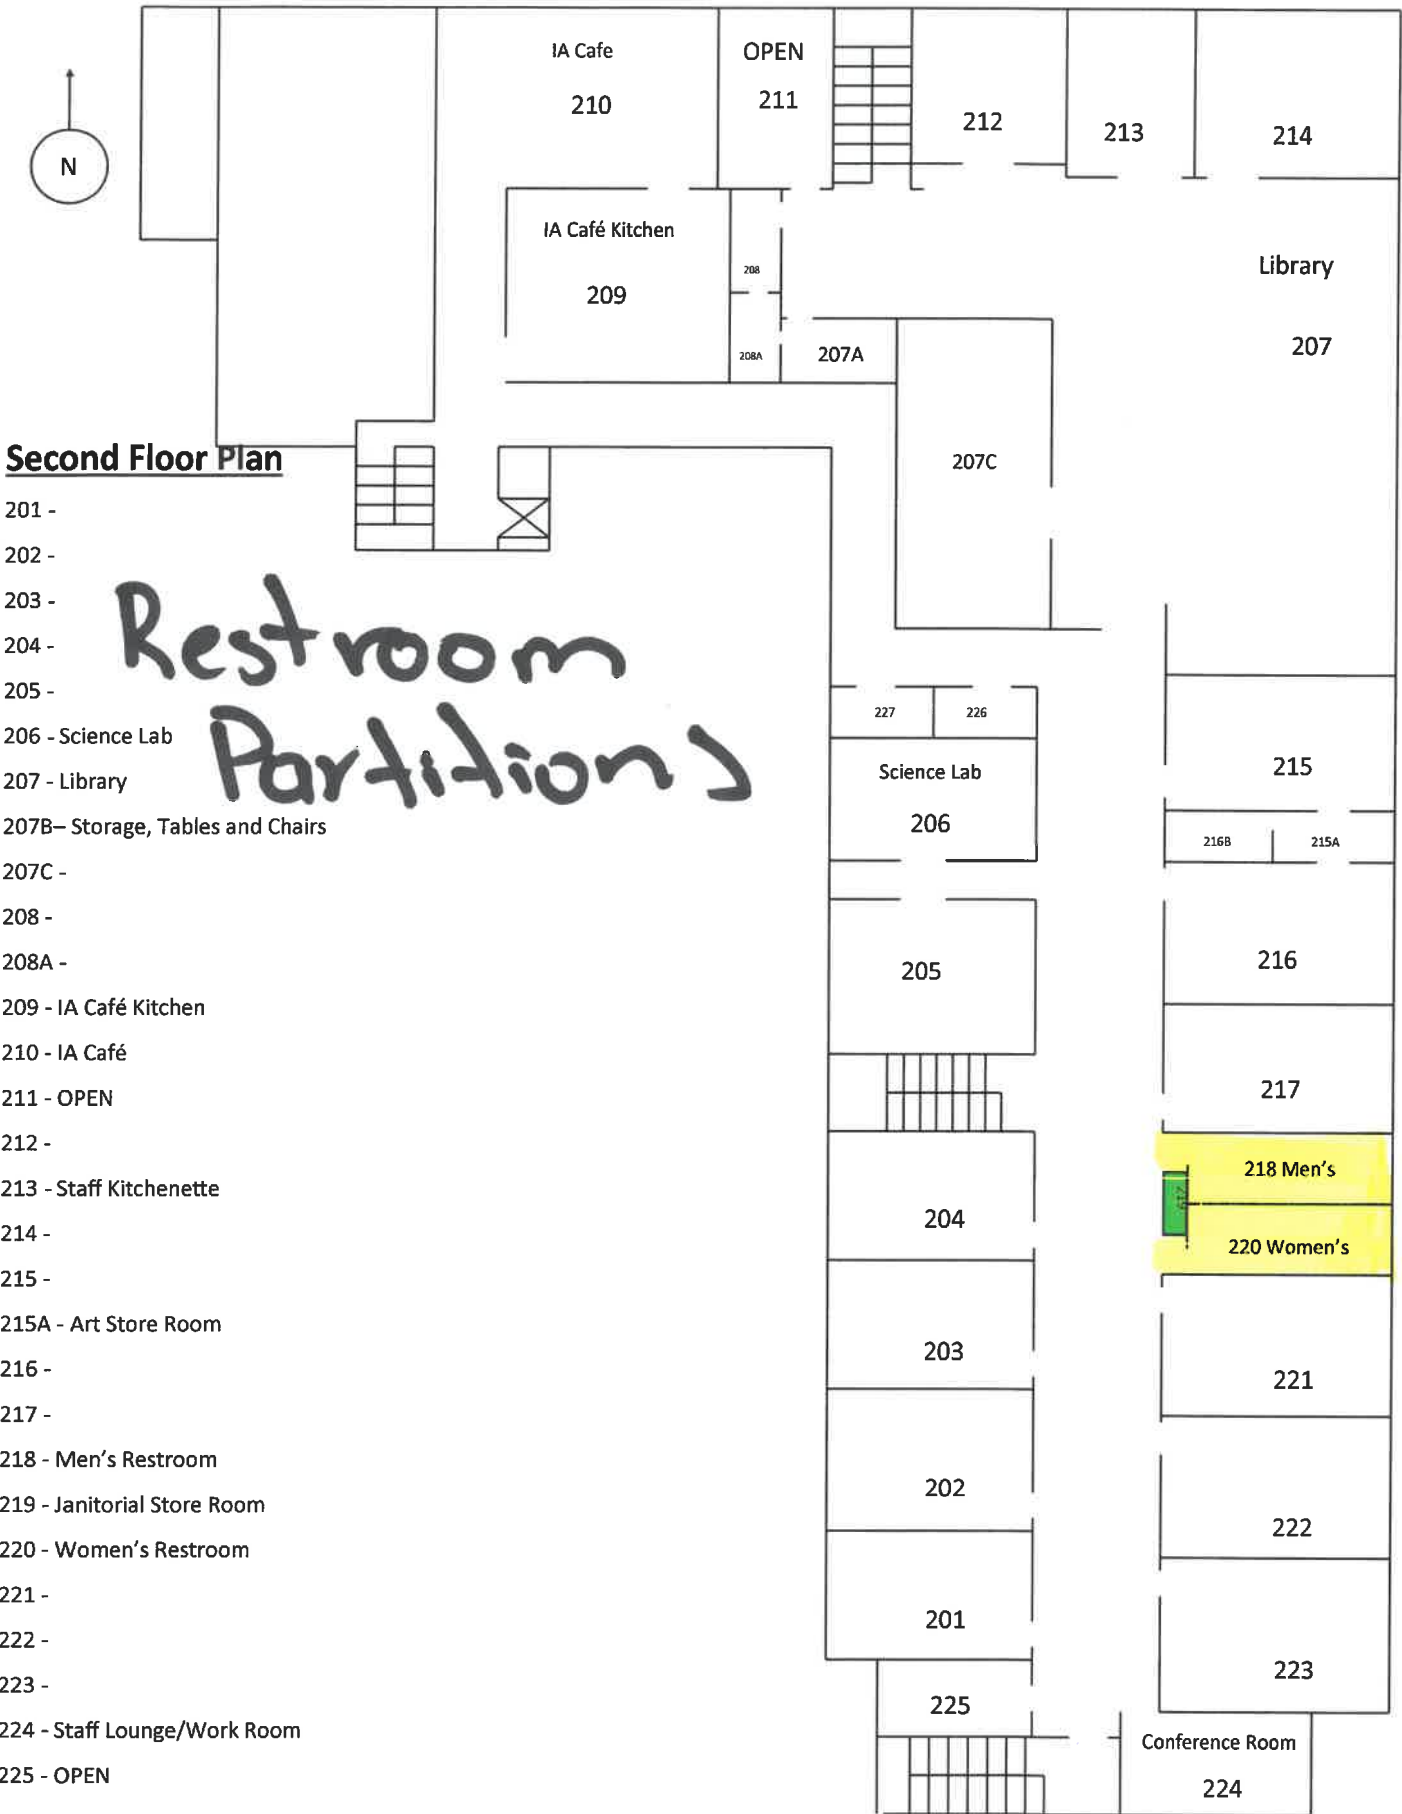 IA Cafe
210
OPEN
211
212
213
214
N
IA Café Kitchen
209
208
208A
207A
Library
207
207C
Second Floor Plan
201 -
202 -
203 -
204 -
205 -
206 - Science Lab
207 - Library
207B– Storage, Tables and Chairs
207C -
208 -
208A -
209 - IA Café Kitchen
210 - IA Café
211 - OPEN
212 -
213 - Staff Kitchenette
214 -
215 -
215A - Art Store Room
216 -
217 -
218 - Men's Restroom
219 - Janitorial Store Room
220 - Women's Restroom
221 -
222 -
223 -
224 - Staff Lounge/Work Room
225 - OPEN
Restroom
Partitions
227
226
Science Lab
206
215
216B
215A
205
216
217
218 Men's
219
220 Women's
204
203
221
202
222
201
223
225
Conference Room
224